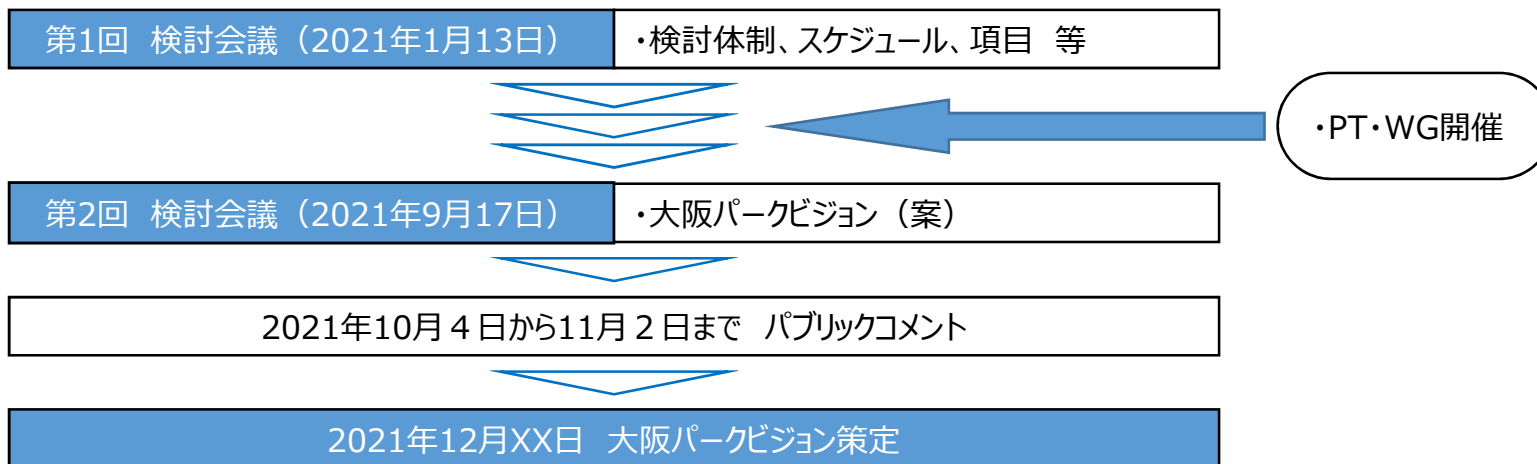 第1回 検討会議（2021年1月13日）
・検討体制、スケジュール、項目 等
・PT・WG開催
第2回 検討会議（2021年9月17日）
・大阪パークビジョン（案）
2021年10月４日から11月２日まで パブリックコメント
2021年12月XX日 大阪パークビジョン策定